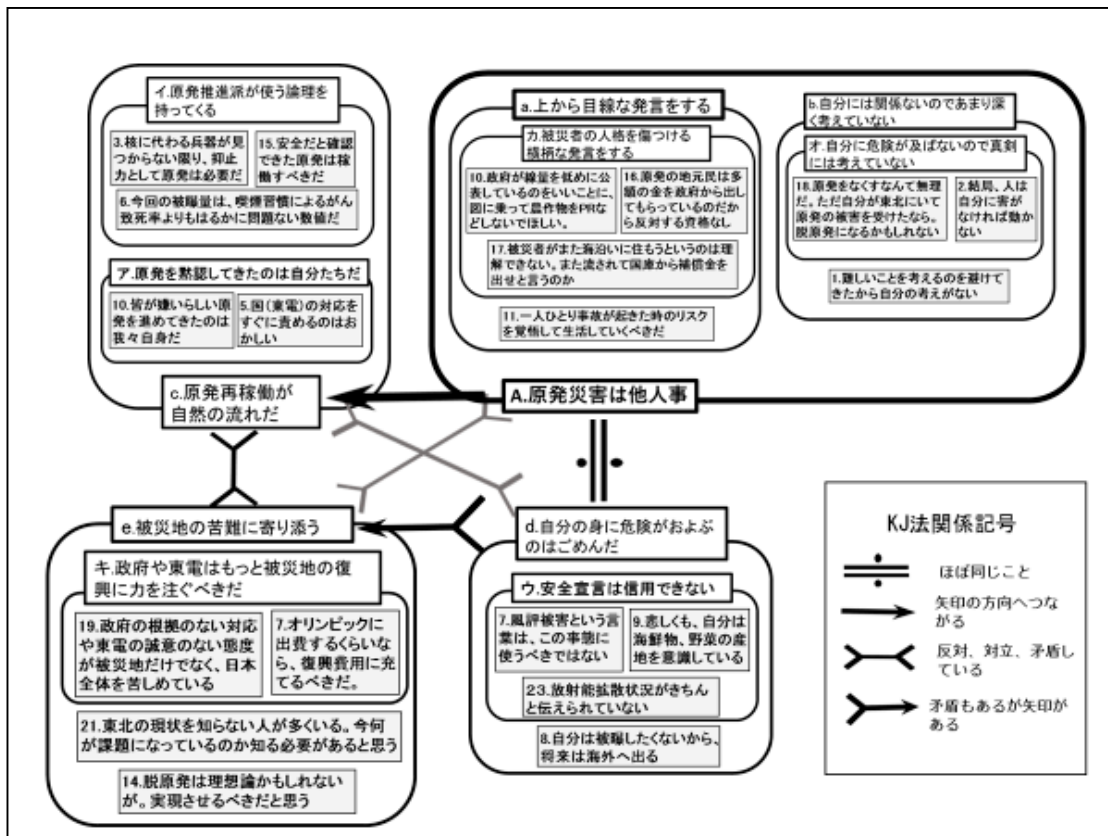 イ.原発推進派が使う論理を
持ってくる
3.核に代わる兵器が見
つからない限り、抑止
力として原発は必要だ
15.安全だと確認
できた原発は稼
働すべきだ
6.今回の被曝量は、喫煙習慣によるがん
致死率よりもはるかに問題ない数値だ
ア.原発を黙認してきたのは自分たちだ
10.皆が嫌いらしい原
発を進めてきたのは
我々自身だ
5.国(東電)の対応を
すぐに責めるのはお
かしい
c.原発再稼働が
自然の流れだ
a.上から目線な発言をする
カ.被災者の人格を傷つける
横柄な発言をする
10.政府が線量を低めに公
表しているのをいいことに、
図に乗って農作物をPRな
どしないでほしい。
16.原発の地元民は多
額の金を政府から出し
てもらっているのだか
ら反対する資格なし
17.被災者がまた海沿いに住もうというのは理
解できない。また流されて国庫から補償金を
出せと言うのか
11.一人ひとり事故が起きた時のリスク
を覚悟して生活していくべきだ
b.自分には関係ないのであまり深
く考えていない
オ.自分に危険が及ばないので真剣
には考えていない
18.原発をなくすなんて無理
だ。ただ自分が東北にいて
原発の被害を受けたなら。
脱原発になるかもしれない
2.結局、人は
自分に害が
なければ動か
ない
1.難しいことを考えるのを避けて
きたから自分の考えがない
A.原発災害は他人事
e.被災地の苦難に寄り添う
キ.政府や東電はもっと被災地の復
興に力を注ぐべきだ
19.政府の根拠のない対応
や東電の誠意のない態度
が被災地だけでなく、日本
全体を苦しめている
7.オリンピックに
出費するくらいな
ら、復興費用に充
てるべきだ。
21.東北の現状を知らない人が多くいる。今何
が課題になっているのか知る必要があると思う
14.脱原発は理想論かもしれない
が。実現させるべきだと思う
d.自分の身に危険がおよぶ
のはごめんだ
ウ.安全宣言は信用できない
7.風評被害という言
葉は、この事態に
使うべきではない
9.悲しくも、自分は
海鮮物、野菜の産
地を意識している
23.放射能拡散状況がきちん
と伝えられていない
8.自分は被曝したくないから、
将来は海外へ出る
KJ法関係記号
ほぼ同じこと
矢印の方向へつな
がる
反対、対立、矛盾し
ている
矛盾もあるが矢印が
ある